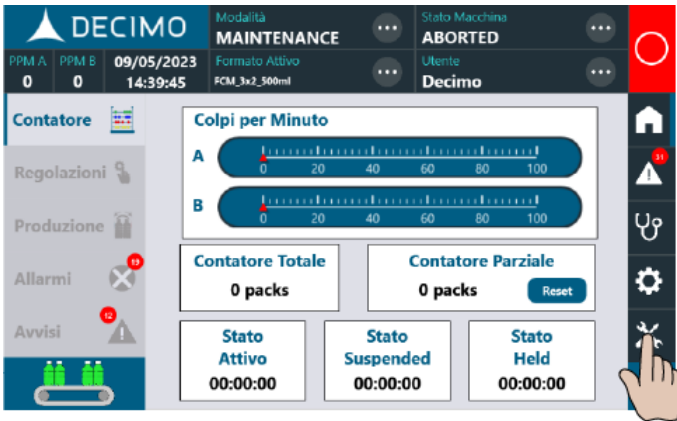 DECIMO
Modalità
MAINTENANCE
Stato Macchina
ABORTED
PPM A
0
PPM B
0
09/05/2023
14:39:45
Formato Attivo
FCM_3x2_500ml
Utente
Decimo
Contatore
Regolazioni
Produzione
Allarmi
19
Avvisi
12
Colpi per Minuto
A
0 20 40 60 80 100
B
0 20 40 60 80 100
Contatore Totale
0 packs
Contatore Parziale
0 packs
Reset
Stato
Attivo
00:00:00
Stato
Suspended
00:00:00
Stato
Held
00:00:00
31